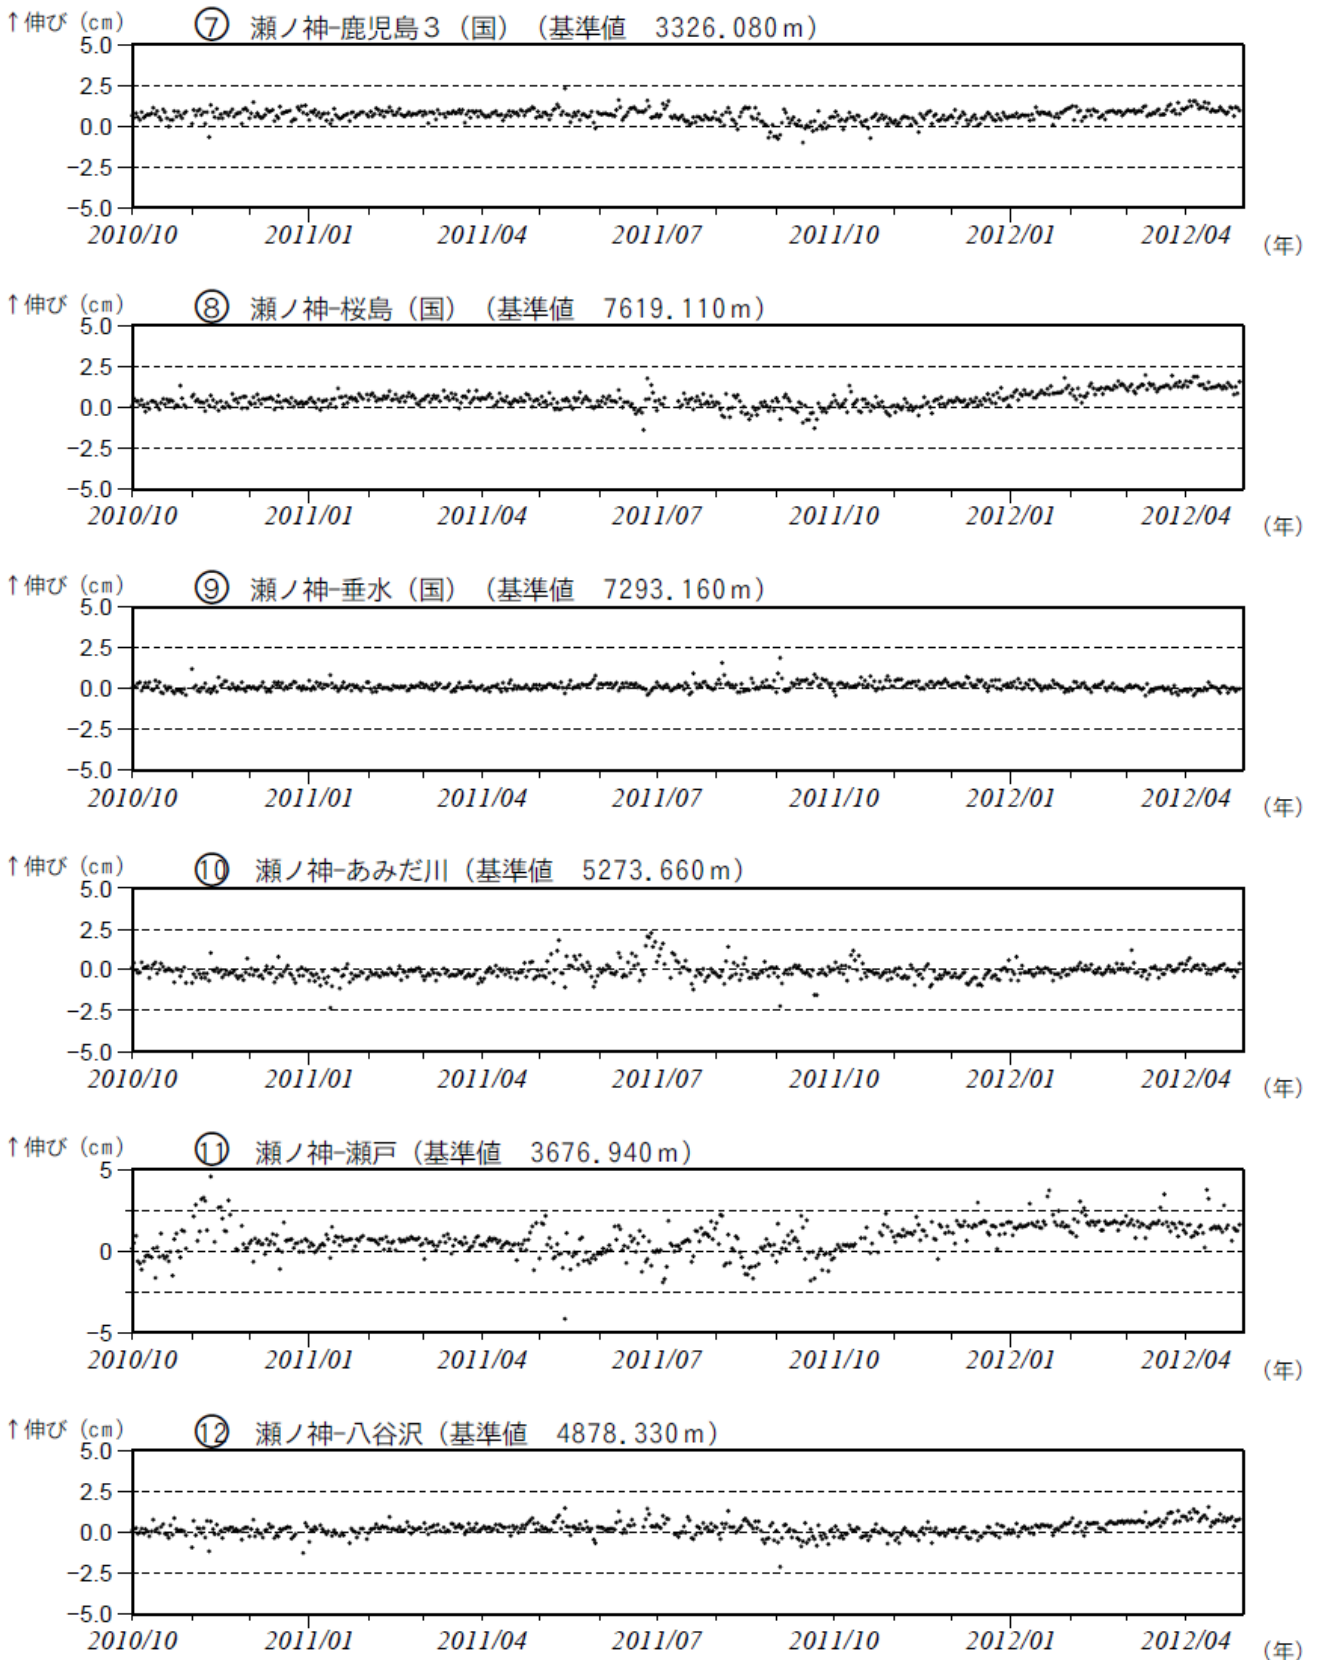 ↑伸び（cm） ⑦ 瀬ノ神−鹿児島３（国）（基準値 3326.080ｍ）
5.0
2.5
0.0
−2.5
−5.0
2010/10 2011/01 2011/04 2011/07 2011/10 2012/01 2012/04 （年）
↑伸び（cm） ⑧ 瀬ノ神−桜島（国）（基準値 7619.110ｍ）
5.0
2.5
0.0
−2.5
−5.0
2010/10 2011/01 2011/04 2011/07 2011/10 2012/01 2012/04 （年）
↑伸び（cm） ⑨ 瀬ノ神−垂水（国）（基準値 7293.160ｍ）
5.0
2.5
0.0
−2.5
−5.0
2010/10 2011/01 2011/04 2011/07 2011/10 2012/01 2012/04 （年）
↑伸び（cm） ⑩ 瀬ノ神−あみだ川（基準値 5273.660ｍ）
5.0
2.5
0.0
−2.5
−5.0
2010/10 2011/01 2011/04 2011/07 2011/10 2012/01 2012/04 （年）
↑伸び（cm） ⑪ 瀬ノ神−瀬戸（基準値 3676.940ｍ）
5
0
−5
2010/10 2011/01 2011/04 2011/07 2011/10 2012/01 2012/04 （年）
↑伸び（cm） ⑫ 瀬ノ神−八谷沢（基準値 4878.330ｍ）
5.0
2.5
0.0
−2.5
−5.0
2010/10 2011/01 2011/04 2011/07 2011/10 2012/01 2012/04 （年）